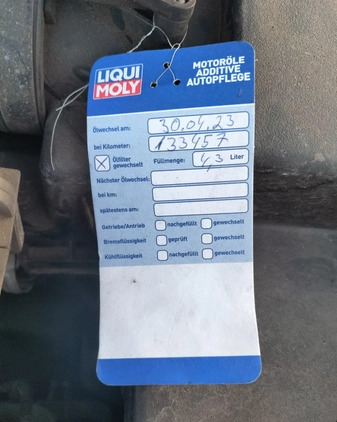 LIQUI
MOLY
MOTORÖLE
ADDITIVE
AUTOPFLEGE
Ölwechsel am: 30.04.23
bei Kilometer: 133457
Ölfilter gewechselt Füllmenge: 4,3 Liter
Nächster Ölwechsel:
bei km:
spätestens am:
Getriebe/Antrieb nachgefüllt gewechselt
Bremsflüssigkeit geprüft gewechselt
Kühlflüssigkeit nachgefüllt gewechselt